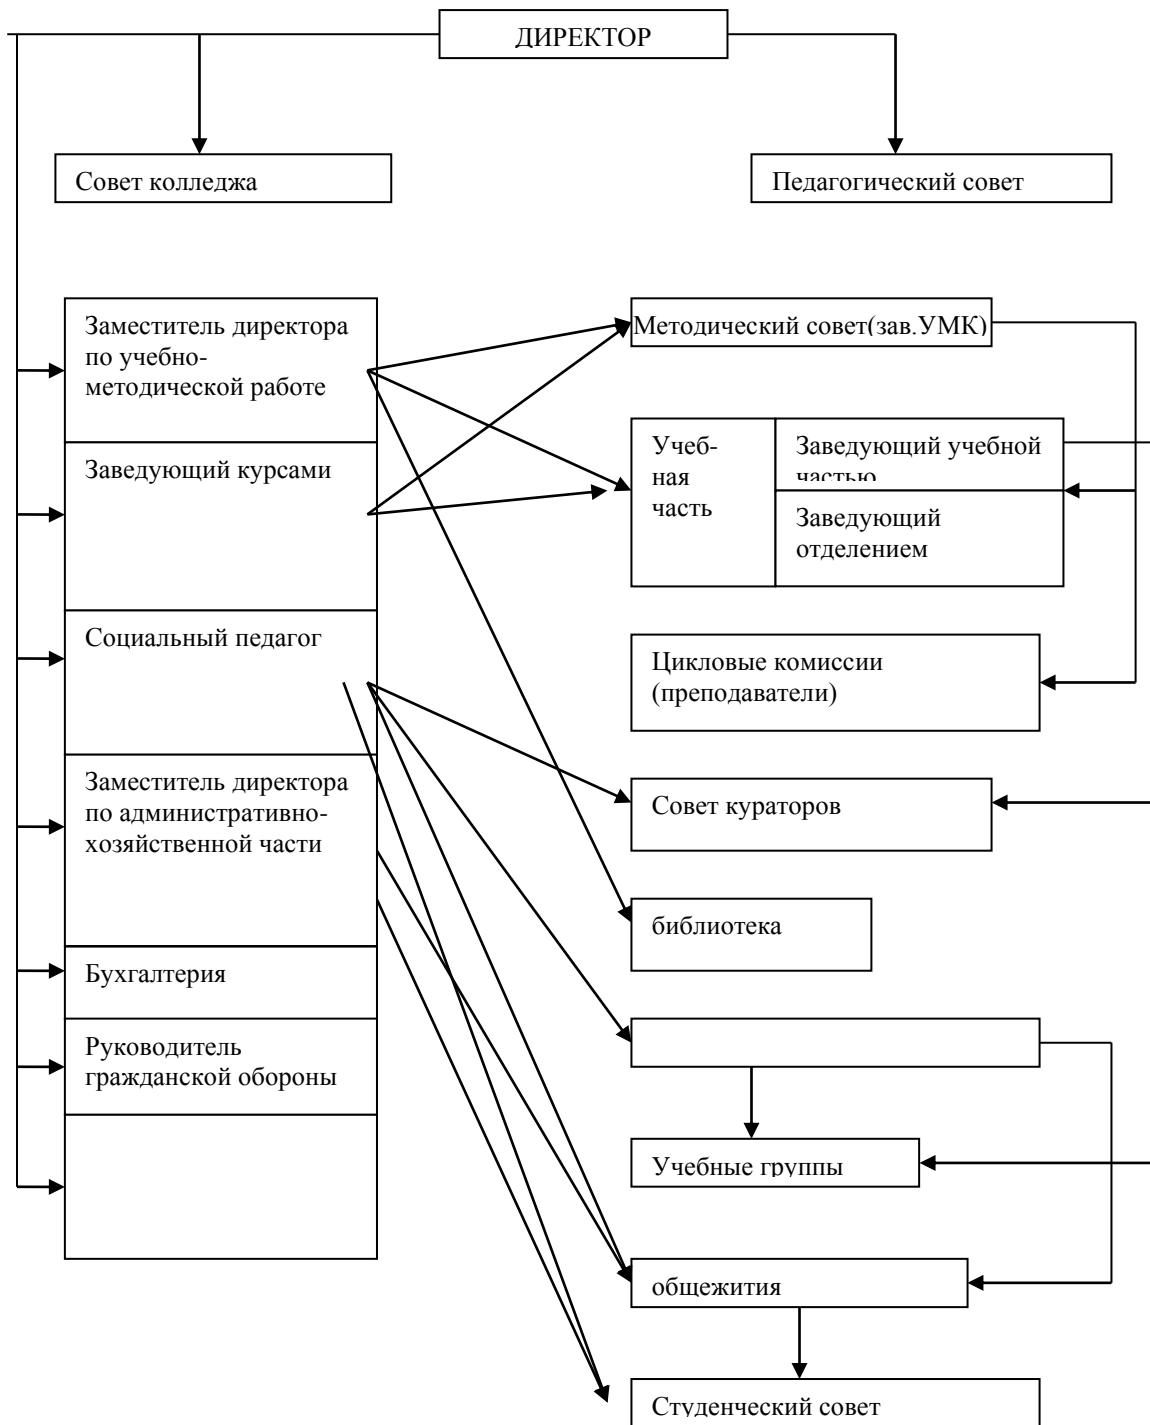 ДИРЕКТОР
Совет колледжа
Педагогический совет
Заместитель директора
по учебно-
методической работе
Заведующий курсами
Социальный педагог
Заместитель директора
по административно-
хозяйственной части
Бухгалтерия
Руководитель
гражданской обороны
Методический совет(зав.УМК)
Учеб-
ная
часть
Заведующий учебной
частью
Заведующий
отделением
Цикловые комиссии
(преподаватели)
Совет кураторов
библиотека
Учебные группы
общежития
Студенческий совет